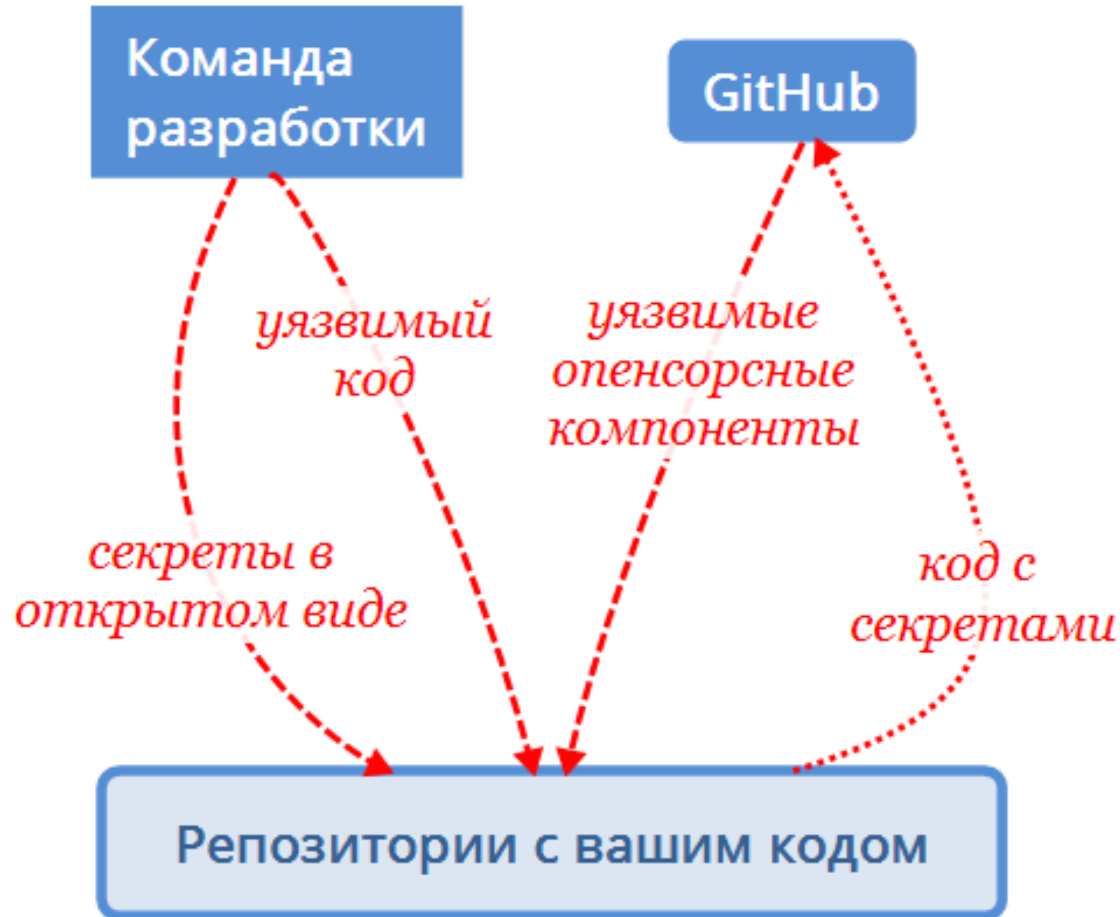 Команда
разработки
GitHub
уязвимый
код
уязвимые
опенсорсные
компоненты
секреты в
открытом виде
код с
секретами
Репозитории с вашим кодом